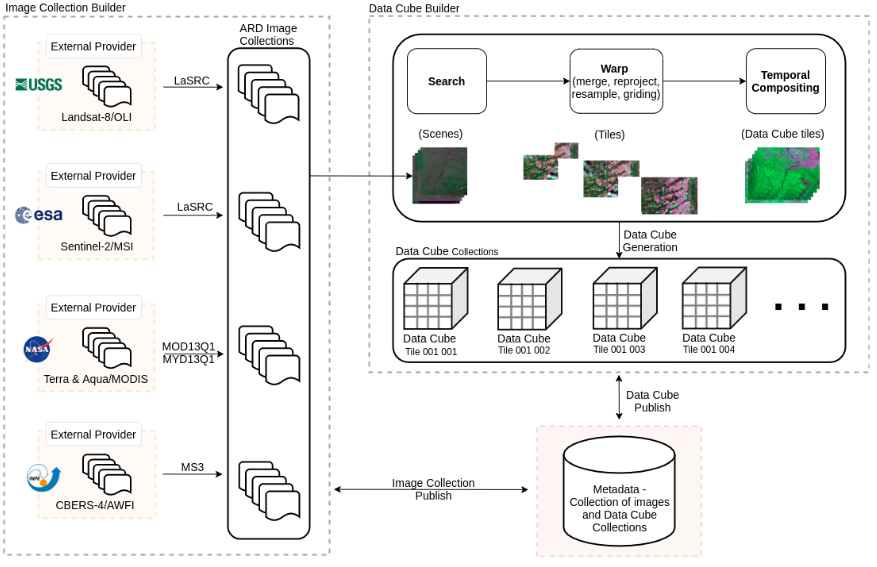 Image Collection Builder
ARD Image
Collections
External Provider
USGS
Landsat-8/OLI
LaSRC
External Provider
esa
Sentinel-2/MSI
LaSRC
External Provider
NASA
Terra & Aqua/MODIS
MOD13Q1
MYD13Q1
External Provider
INPE
CBERS-4/AWFI
MS3
Data Cube Builder
Search
Warp
(merge, reproject,
resample, griding)
Temporal
Compositing
(Scenes)
(Tiles)
(Data Cube tiles)
Data Cube
Generation
Data Cube Collections
Data Cube
Tile 001 001
Data Cube
Tile 001 002
Data Cube
Tile 001 003
Data Cube
Tile 001 004
. . .
Data Cube
Publish
Image Collection
Publish
Metadata -
Collection of images
and Data Cube
Collections